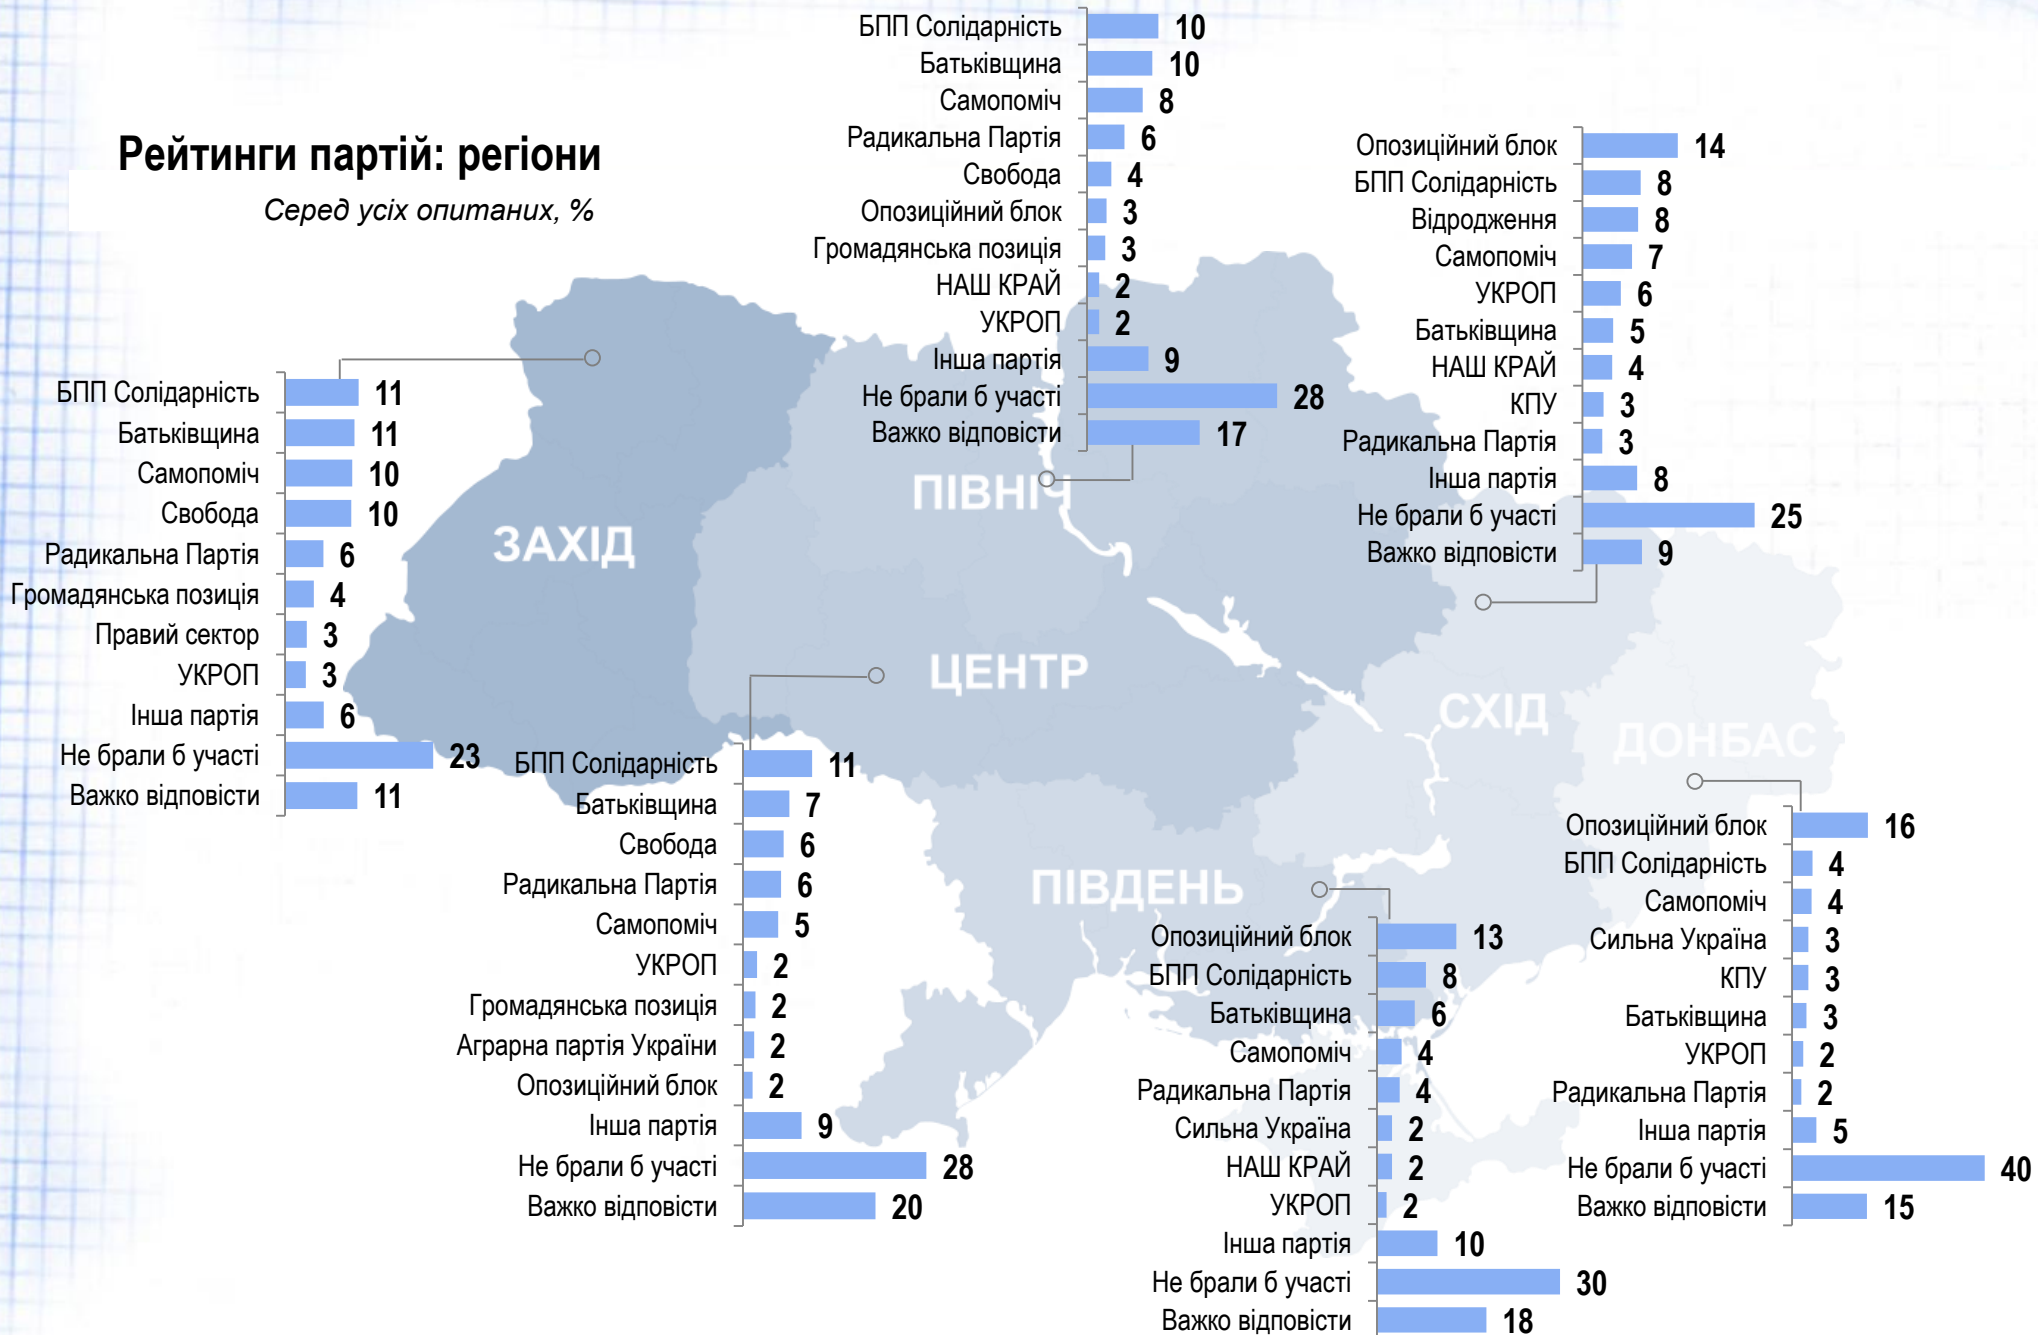 Рейтинги партій: регіони
Серед усіх опитаних, %
БПП Солідарність 10
Батьківщина 10
Самопоміч 8
Радикальна Партія 6
Свобода 4
Опозиційний блок 3
Громадянська позиція 3
НАШ КРАЙ 2
УКРОП 2
Інша партія 9
Не брали б участі 28
Важко відповісти 17
Опозиційний блок 14
БПП Солідарність 8
Відродження 8
Самопоміч 7
УКРОП 6
Батьківщина 5
НАШ КРАЙ 4
КПУ 3
Радикальна Партія 3
Інша партія 8
Не брали б участі 25
Важко відповісти 9
БПП Солідарність 11
Батьківщина 11
Самопоміч 10
Свобода 10
Радикальна Партія 6
Громадянська позиція 4
Правий сектор 3
УКРОП 3
Інша партія 6
Не брали б участі 23
Важко відповісти 11
ЗАХІД
ПІВНІЧ
ЦЕНТР
СХІД
ДОНБАС
ПІВДЕНЬ
БПП Солідарність 11
Батьківщина 7
Свобода 6
Радикальна Партія 6
Самопоміч 5
УКРОП 2
Громадянська позиція 2
Аграрна партія України 2
Опозиційний блок 2
Інша партія 9
Не брали б участі 28
Важко відповісти 20
Опозиційний блок 13
БПП Солідарність 8
Батьківщина 6
Самопоміч 4
Радикальна Партія 4
Сильна Україна 2
НАШ КРАЙ 2
УКРОП 2
Інша партія 10
Не брали б участі 30
Важко відповісти 18
Опозиційний блок 16
БПП Солідарність 4
Самопоміч 4
Сильна Україна 3
КПУ 3
Батьківщина 3
УКРОП 2
Радикальна Партія 2
Інша партія 5
Не брали б участі 40
Важко відповісти 15